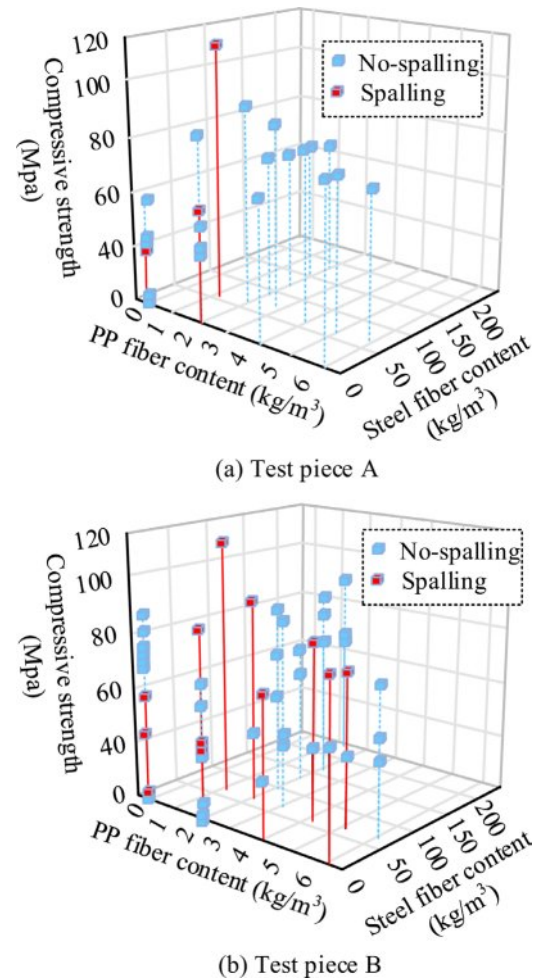 120
100
80
60
40
0
Compressive strength
(Mpa)
No-spalling
Spalling
0
1
2
3
4
5
6
PP fiber content (kg/m³)
0
50
100
150
200
Steel fiber content
(kg/m³)
(a) Test piece A
120
100
80
60
40
0
Compressive strength
(Mpa)
No-spalling
Spalling
0
1
2
3
4
5
6
PP fiber content (kg/m³)
0
50
100
150
200
Steel fiber content
(kg/m³)
(b) Test piece B